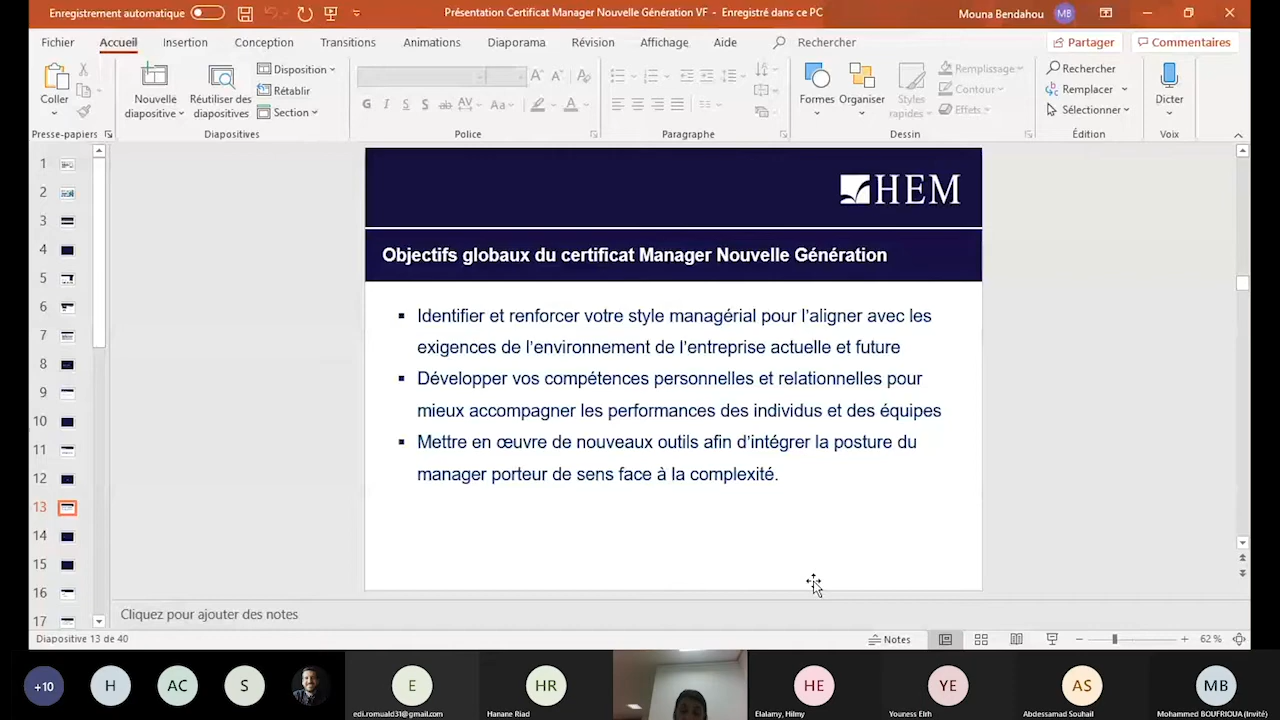 Enregistrement automatique
Présentation Certificat Manager Nouvelle Génération VF - Enregistré dans ce PC
Mouna Bendahou MB
Fichier Accueil Insertion Conception Transitions Animations Diaporama Révision Affichage Aide Rechercher Partager Commentaires
Coller
Presse-papiers
Nouvelle diapositive
Réutiliser des diapositives
Disposition
Rétablir
Section
Diapositives
G I S S ab AV Aa A
Police
Paragraphe
Formes Organiser Styles rapides
Remplissage
Contour
Effets
Dessin
Rechercher
Remplacer
Sélectionner
Édition
Dicter
Voix
1
2
3
4
5
6
7
8
9
10
11
12
13
14
15
16
17
HEM
Objectifs globaux du certificat Manager Nouvelle Génération
▪ Identifier et renforcer votre style managérial pour l’aligner avec les
exigences de l’environnement de l’entreprise actuelle et future
▪ Développer vos compétences personnelles et relationnelles pour
mieux accompagner les performances des individus et des équipes
▪ Mettre en œuvre de nouveaux outils afin d’intégrer la posture du
manager porteur de sens face à la complexité.
Cliquez pour ajouter des notes
Diapositive 13 de 40 Notes 62 %
+10 H AC S E HR HE YE AS MB
edi.romuald31@gmail.com Hanane Riad Elalamy, Hilmy Youness Elrh Abdessamad Souhail Mohammed BOUFRIOUA (Invité)